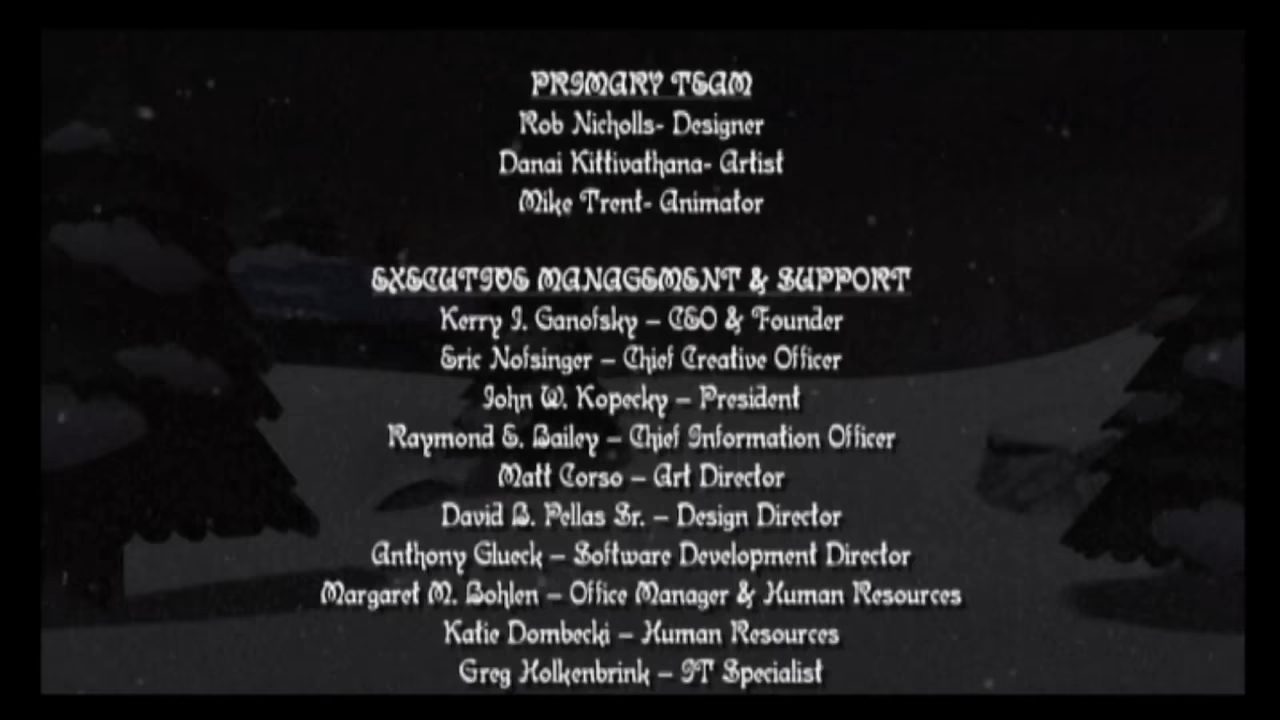 PRIMARY TEAM
Rob Nicholls- Designer
Danai Kittivathana- Artist
Mike Trent- Animator
EXECUTIVE MANAGEMENT & SUPPORT
Kerry J. Ganofsky – CEO & Founder
Eric Nofsinger – Chief Creative Officer
John W. Kopecky – President
Raymond E. Bailey – Chief Information Officer
Matt Corso – Art Director
David B. Pellas Sr. – Design Director
Anthony Glueck – Software Development Director
Margaret M. Bohlen – Office Manager & Human Resources
Katie Dombecki – Human Resources
Greg Holkenbrink – IT Specialist